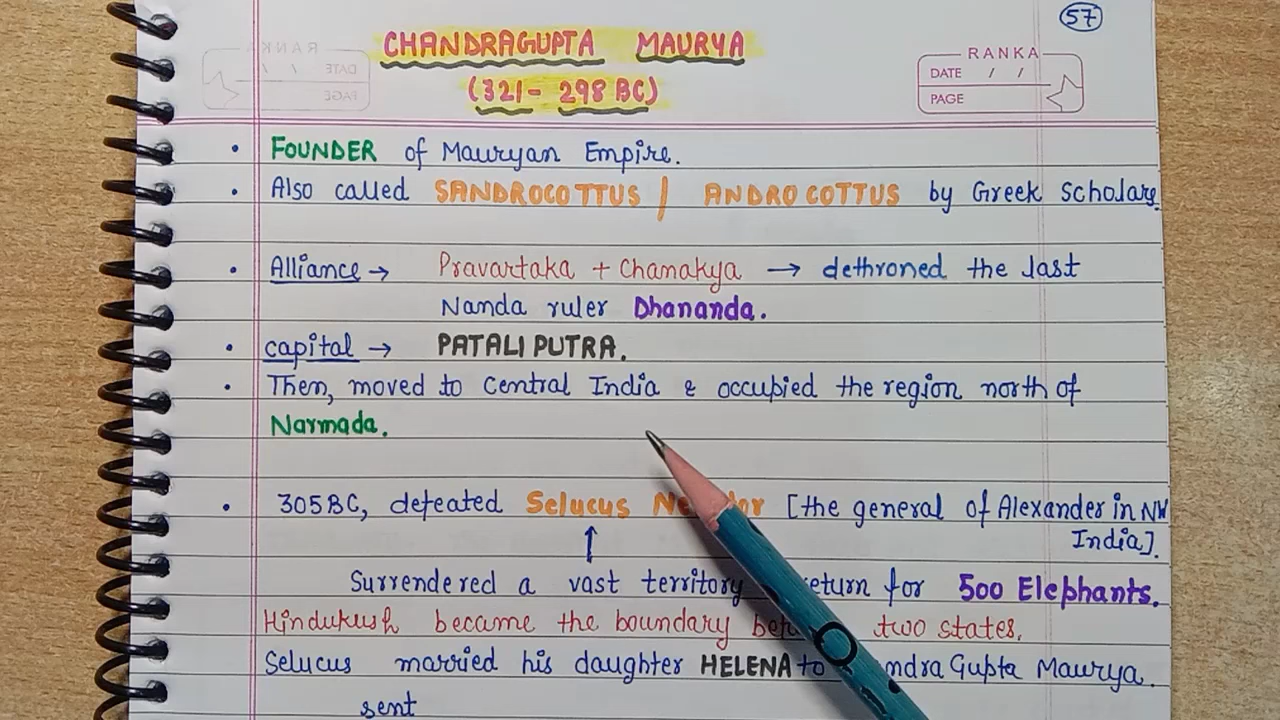 57
CHANDRAGUPTA MAURYA
(321- 298 BC)
RANKA
DATE / /
PAGE
RANKA
DATE / /
PAGE
• FOUNDER of Mauryan Empire.
• Also called SANDROCOTTUS / ANDROCOTTUS by Greek Scholars.
• Alliance → Pravartaka + Chanakya → dethroned the last
Nanda ruler Dhananda.
• capital → PATALIPUTRA.
• Then, moved to Central India & occupied the region north of
Narmada.
• 305BC, defeated Selucus [the general of Alexander in NW
India].
↑
Surrendered a vast territory return for 500 Elephants.
Hindukush became the boundary two states.
Selucus married his daughter HELENA to Gupta Maurya.
sent